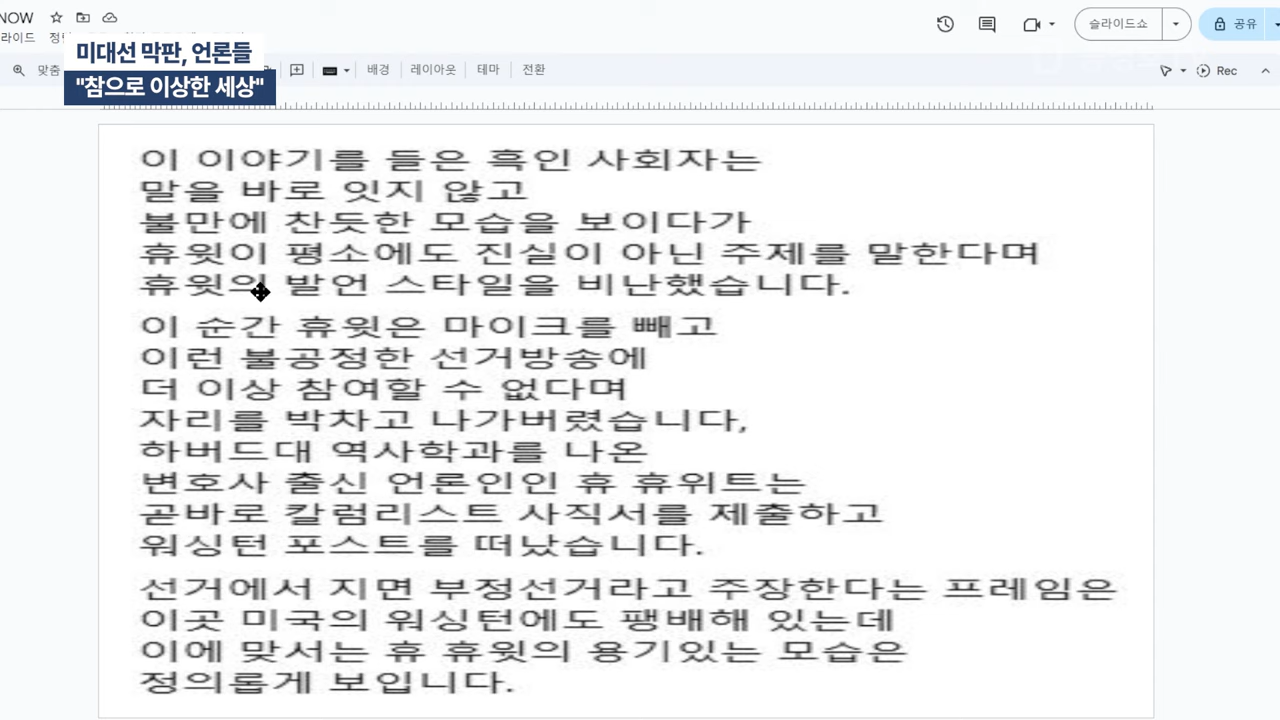 NOW
라이드
미대선 막판, 언론들
"참으로 이상한 세상"
슬라이드쇼
공유
맞춤
배경
레이아웃
테마
전환
Rec
이 이야기를 들은 흑인 사회자는
말을 바로 잇지 않고
불만에 찬듯한 모습을 보이다가
휴윗이 평소에도 진실이 아닌 주제를 말한다며
휴윗의 발언 스타일을 비난했습니다.
이 순간 휴윗은 마이크를 빼고
이런 불공정한 선거방송에
더 이상 참여할 수 없다며
자리를 박차고 나가버렸습니다,
하버드대 역사학과를 나온
변호사 출신 언론인인 휴 휴위트는
곧바로 칼럼리스트 사직서를 제출하고
워싱턴 포스트를 떠났습니다.
선거에서 지면 부정선거라고 주장한다는 프레임은
이곳 미국의 워싱턴에도 팽배해 있는데
이에 맞서는 휴 휴윗의 용기있는 모습은
정의롭게 보입니다.